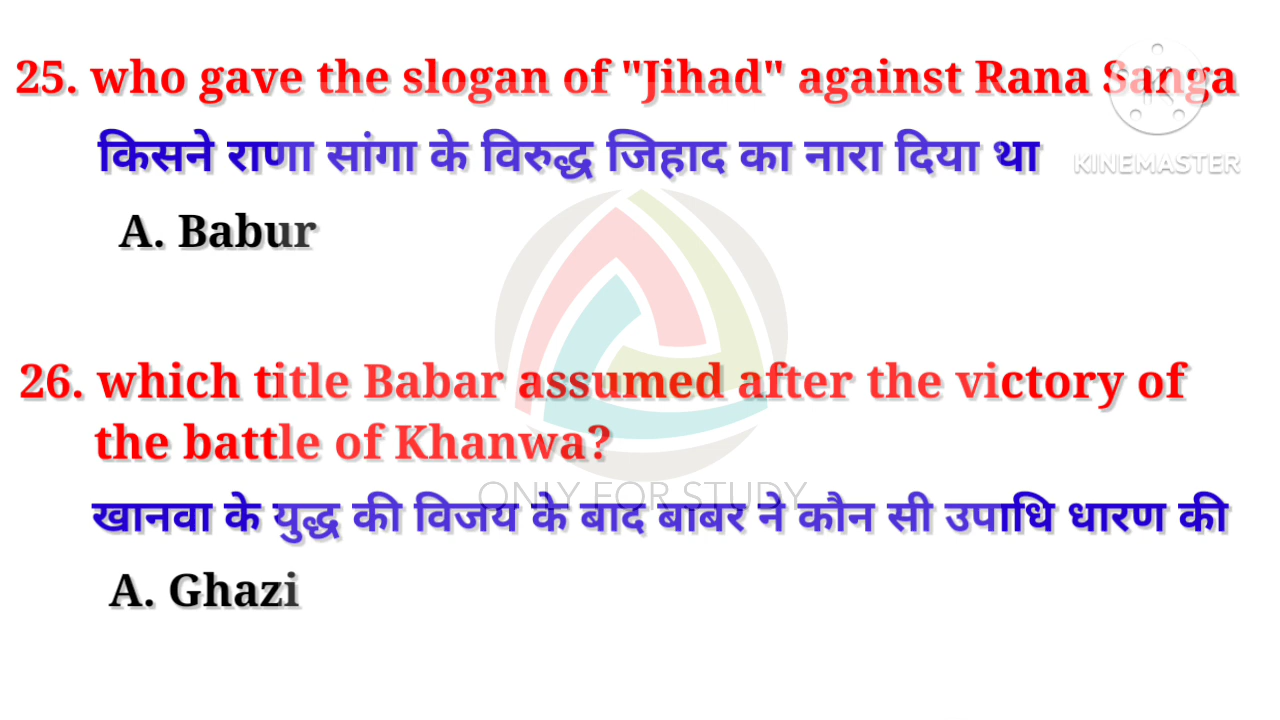 25. who gave the slogan of "Jihad" against Rana Sanga
किसने राणा सांगा के विरुद्ध जिहाद का नारा दिया था
KINEMASTER
A. Babur
26. which title Babar assumed after the victory of
the battle of Khanwa?
ONLY FOR STUDY
खानवा के युद्ध की विजय के बाद बाबर ने कौन सी उपाधि धारण की
A. Ghazi